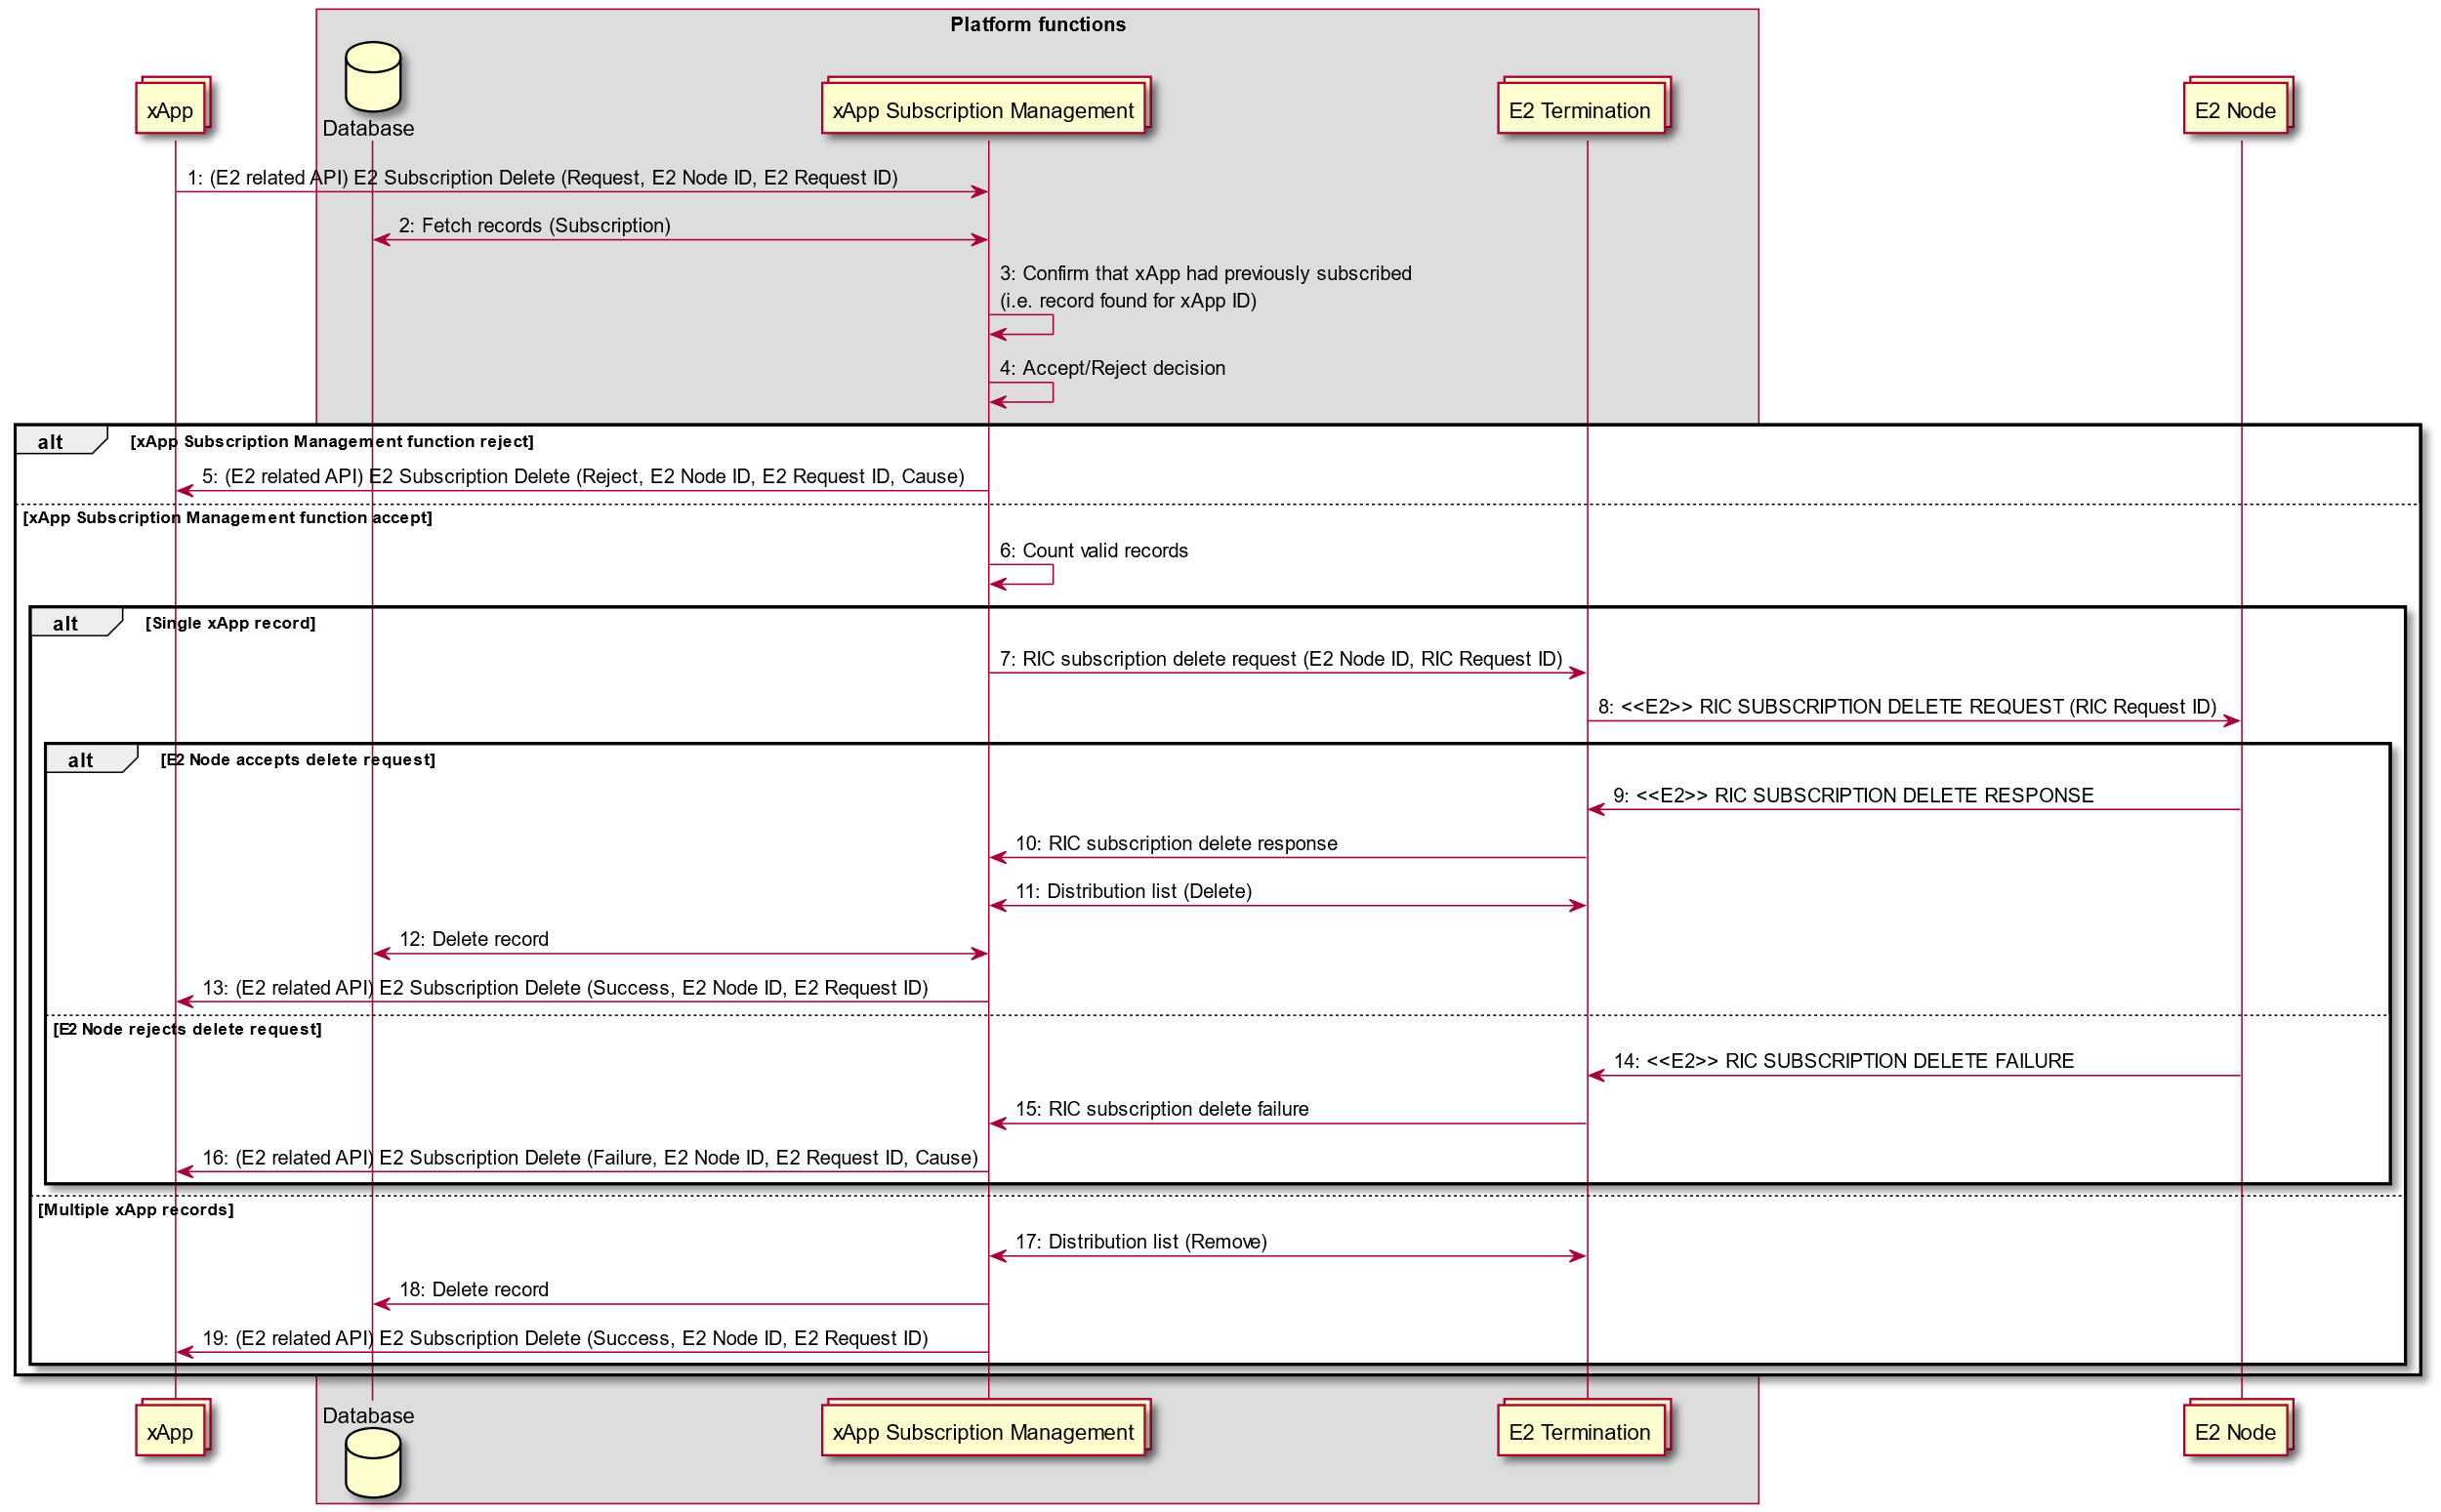 Platform functions
xApp
Database
xApp Subscription Management
E2 Termination
E2 Node
1: (E2 related API) E2 Subscription Delete (Request, E2 Node ID, E2 Request ID)
2: Fetch records (Subscription)
3: Confirm that xApp had previously subscribed
(i.e. record found for xApp ID)
4: Accept/Reject decision
alt [xApp Subscription Management function reject]
5: (E2 related API) E2 Subscription Delete (Reject, E2 Node ID, E2 Request ID, Cause)
[xApp Subscription Management function accept]
6: Count valid records
alt [Single xApp record]
7: RIC subscription delete request (E2 Node ID, RIC Request ID)
8: <<E2>> RIC SUBSCRIPTION DELETE REQUEST (RIC Request ID)
alt [E2 Node accepts delete request]
9: <<E2>> RIC SUBSCRIPTION DELETE RESPONSE
10: RIC subscription delete response
11: Distribution list (Delete)
12: Delete record
13: (E2 related API) E2 Subscription Delete (Success, E2 Node ID, E2 Request ID)
[E2 Node rejects delete request]
14: <<E2>> RIC SUBSCRIPTION DELETE FAILURE
15: RIC subscription delete failure
16: (E2 related API) E2 Subscription Delete (Failure, E2 Node ID, E2 Request ID, Cause)
[Multiple xApp records]
17: Distribution list (Remove)
18: Delete record
19: (E2 related API) E2 Subscription Delete (Success, E2 Node ID, E2 Request ID)
xApp
Database
xApp Subscription Management
E2 Termination
E2 Node